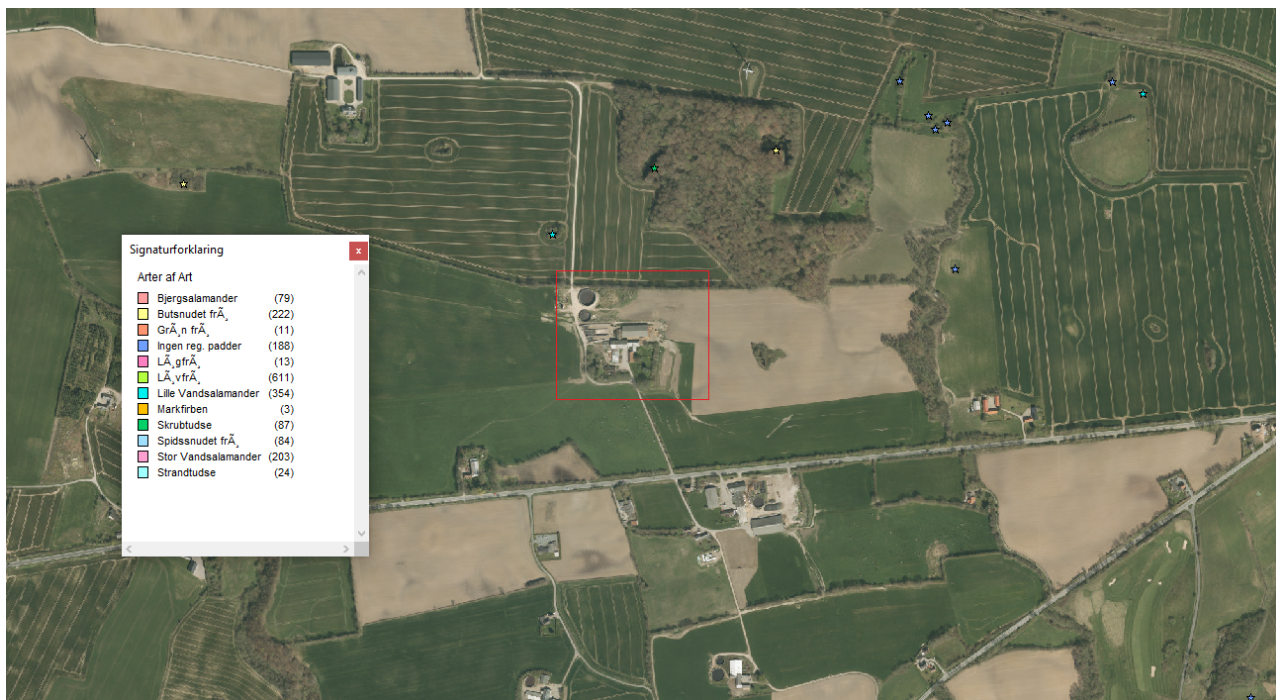 Signaturforklaring
x
Arter af Art
Bjergsalamander (79)
Butsnudet frÃ¸ (222)
GrÃ¸n frÃ¸ (11)
Ingen reg. padder (188)
LÃ¸gfrÃ¸ (13)
LÃ¸vfrÃ¸ (611)
Lille Vandsalamander (354)
Markfirben (3)
Skrubtudse (87)
Spidssnudet frÃ¸ (84)
Stor Vandsalamander (203)
Strandtudse (24)